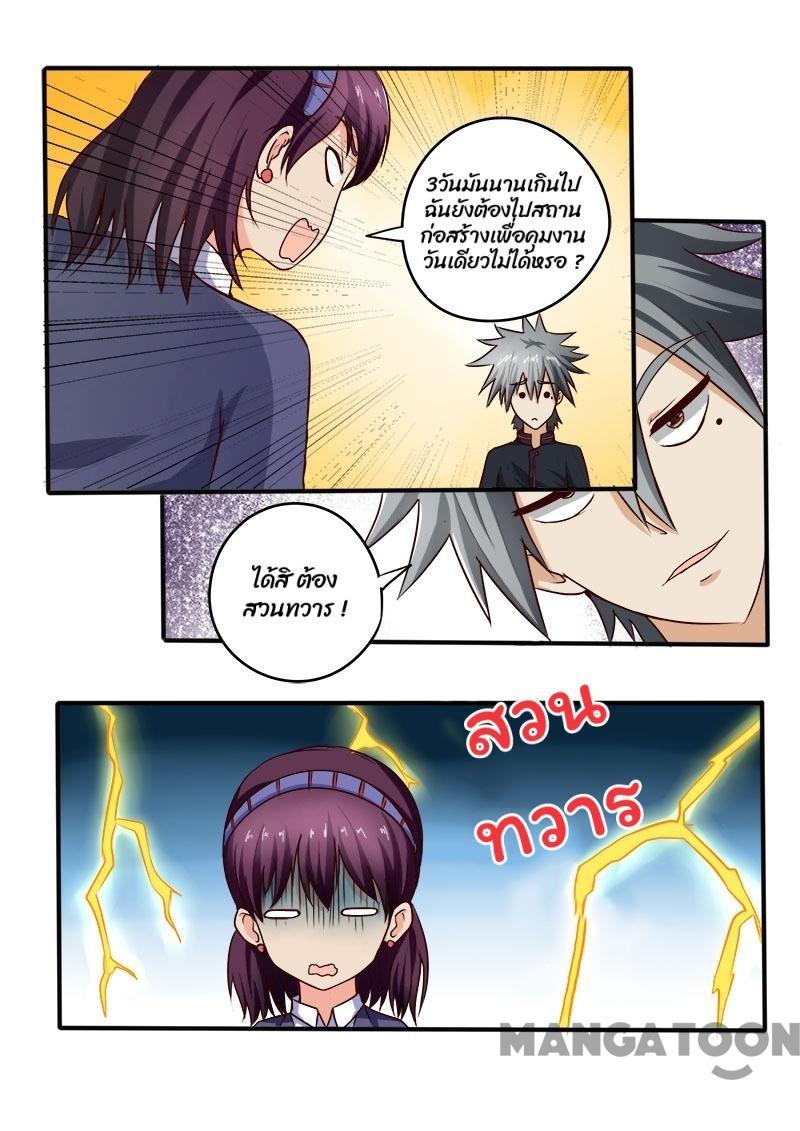 3วันมันนานเกินไป
ฉันยังต้องไปสถาน
ก่อสร้างเพื่อคุมงาน
วันเดียวไม่ได้หรอ ?
ได้สิ ต้อง
สวนทวาร !
สวน
ทวาร
MANGATOON